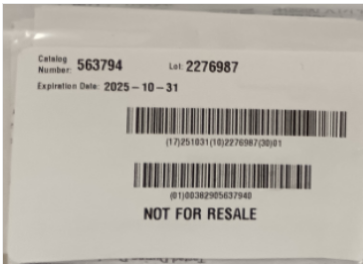 Catalog Number: 563794 Lot: 2276987
Expiration Date: 2025-10-31
(17)251031(10)2276987(30)01
(01)00382905637940
NOT FOR RESALE